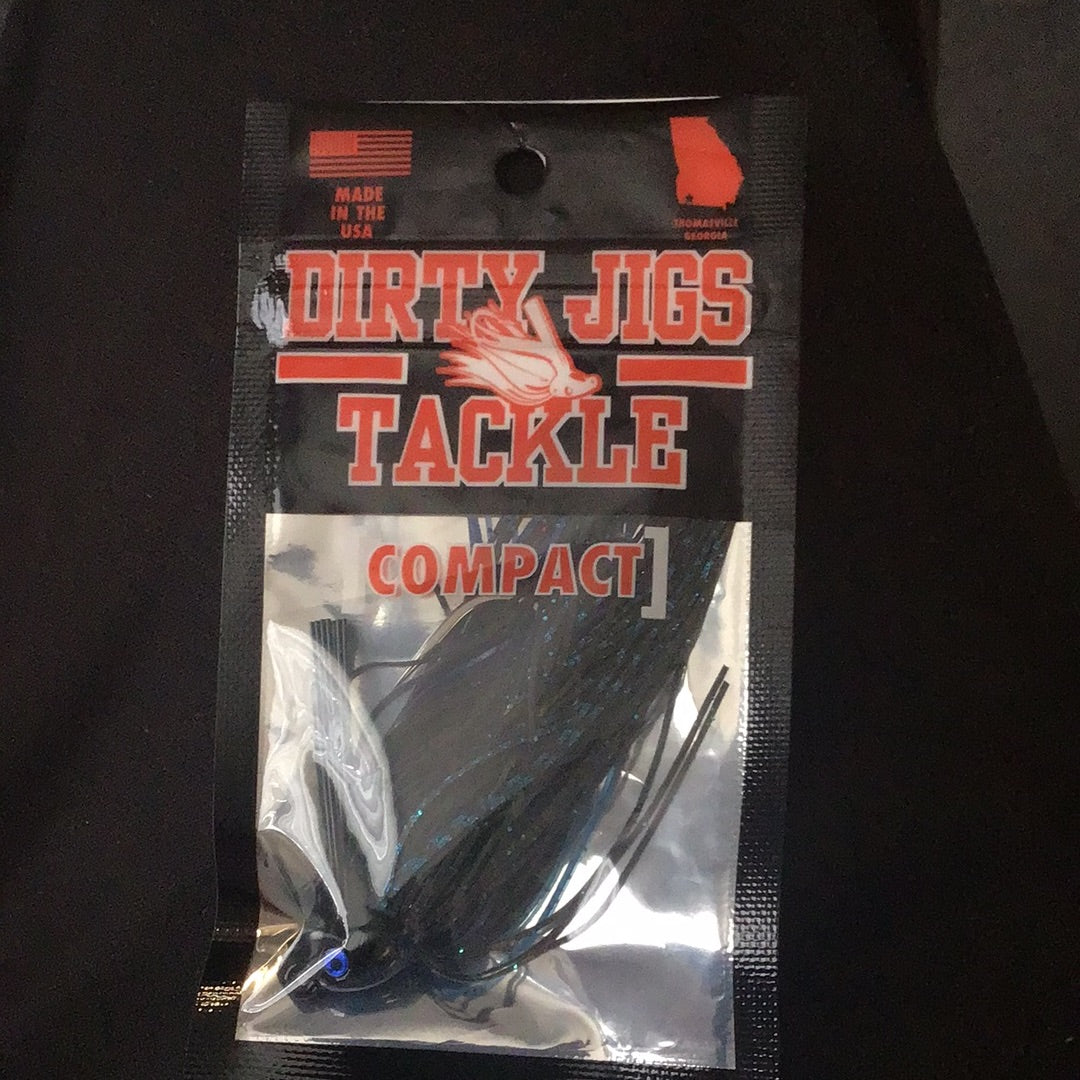 MADE
IN THE
USA
THOMASVILLE
GEORGIA
DIRTY JIGS
TACKLE
COMPACT]